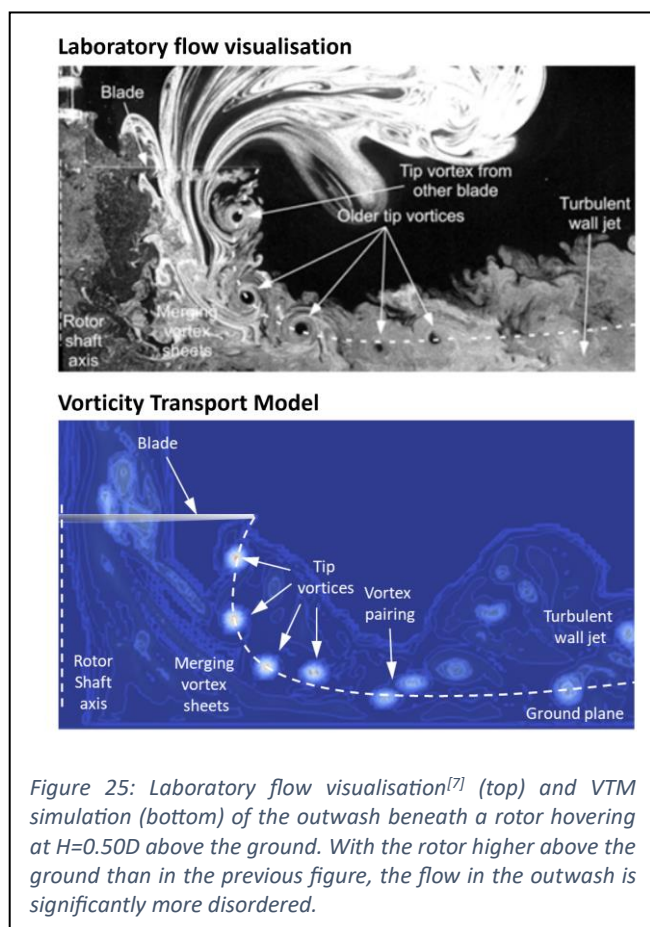 Laboratory flow visualisation
Blade
Tip vortex from
other blade
Older tip vortices
Turbulent
wall jet
Rotor
shaft
axis
Merging
vortex
sheets
Vorticity Transport Model
Blade
Tip
vortices
Vortex
pairing
Turbulent
wall jet
Rotor
Shaft
axis
Merging
vortex
sheets
Ground plane
Figure 25: Laboratory flow visualisation[7] (top) and VTM
simulation (bottom) of the outwash beneath a rotor hovering
at H=0.50D above the ground. With the rotor higher above the
ground than in the previous figure, the flow in the outwash is
significantly more disordered.